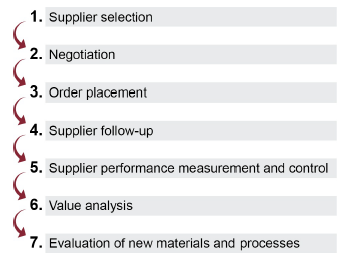 1. Supplier selection
2. Negotiation
3. Order placement
4. Supplier follow-up
5. Supplier performance measurement and control
6. Value analysis
7. Evaluation of new materials and processes